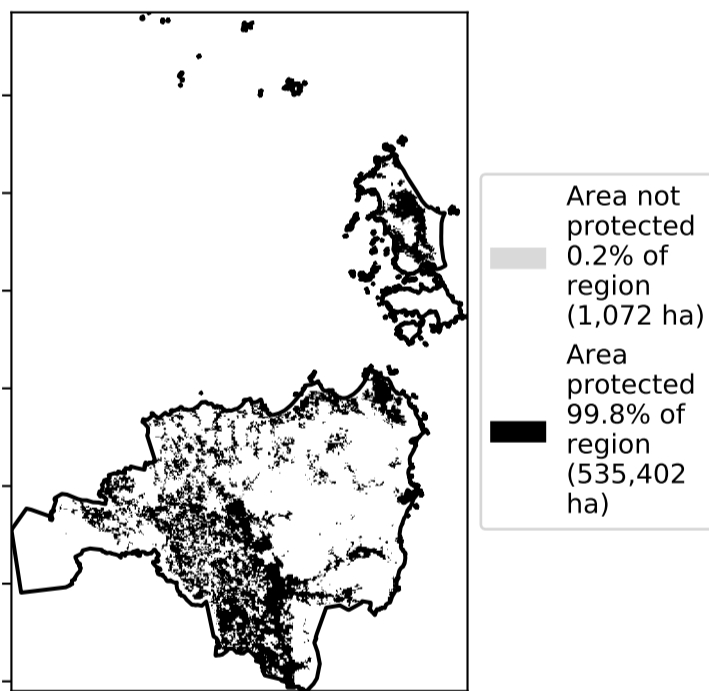 Area not
protected
0.2% of
region
(1,072 ha)
Area
protected
99.8% of
region
(535,402
ha)